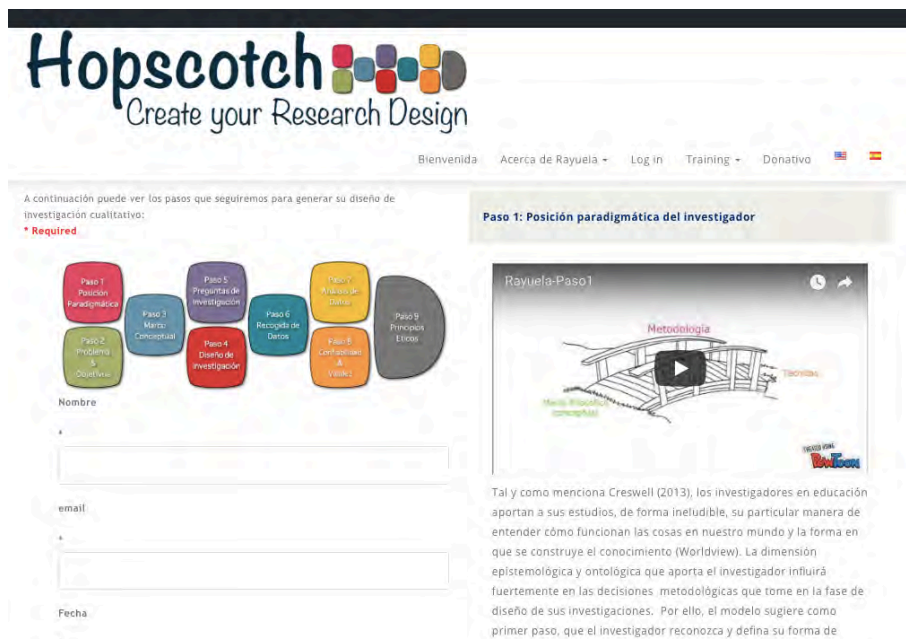 Hopscotch
Create your Research Design
Bienvenida Acerca de Rayuela Log in Training Donativo
A continuación puede ver los pasos que seguiremos para generar su diseño de
investigación cualitativo:
* Required
Paso 1
Posición
Paradigmática
Paso 2
Problema
&
Objetivos
Paso 3
Marco
Conceptual
Paso 5
Preguntas de
Investigación
Paso 4
Diseño de
Investigación
Paso 6
Recogida de
Datos
Paso 7
Análisis de
Datos
Paso 8
Confiabilidad
&
Validez
Paso 9
Principios
Éticos
Nombre
*
email
*
Fecha
Paso 1: Posición paradigmática del investigador
Rayuela-Paso1
Metodología
Técnicas
conceptual
POWTOON
Tal y como menciona Creswell (2013), los investigadores en educación
aportan a sus estudios, de forma ineludible, su particular manera de
entender cómo funcionan las cosas en nuestro mundo y la forma en
que se construye el conocimiento (Worldview). La dimensión
epistemológica y ontológica que aporta el investigador influirá
fuertemente en las decisiones metodológicas que tome en la fase de
diseño de sus investigaciones. Por ello, el modelo sugiere como
primer paso, que el investigador reconozca y defina su forma de